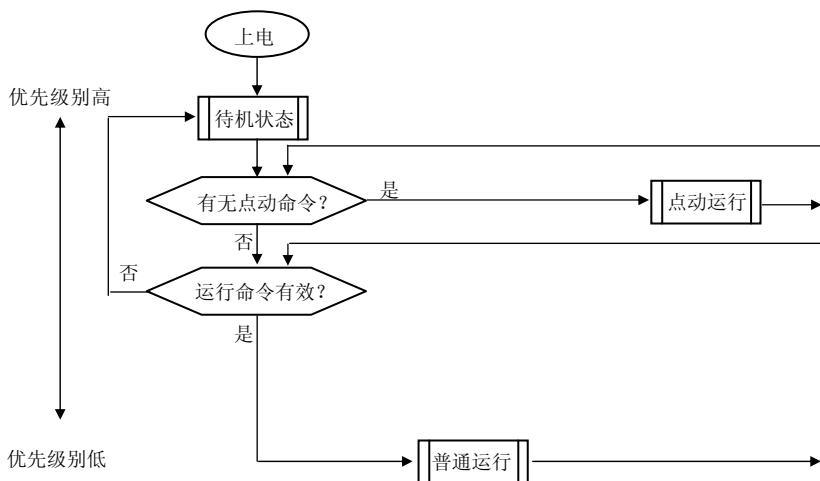 上电
优先级别高
待机状态
有无点动命令?
是
点动运行
否
否
运行命令有效?
是
优先级别低
普通运行